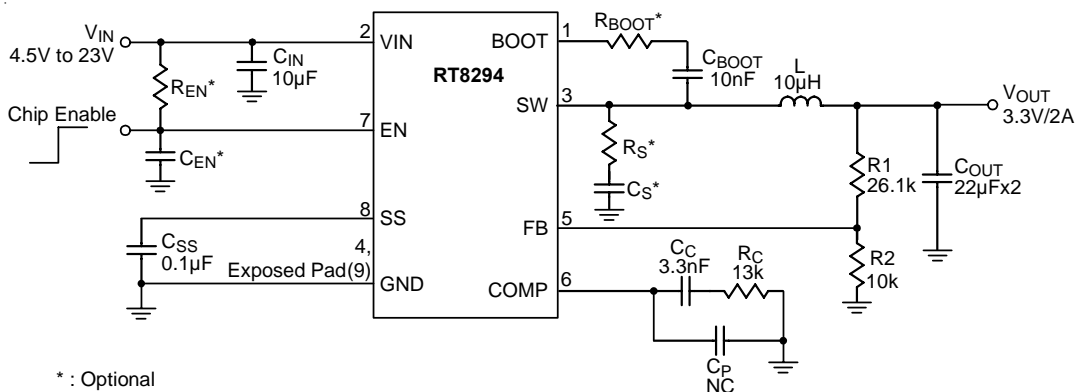 VIN
4.5V to 23V
REN*
Chip Enable
CEN*
CIN
10µF
2
VIN
7
EN
8
SS
CSS
0.1µF
4,
Exposed Pad(9)
GND
RT8294
BOOT
1
RBOOT*
CBOOT
10nF
SW
3
L
10µH
RS*
CS*
VOUT
3.3V/2A
R1
26.1k
COUT
22µFx2
FB
5
R2
10k
COMP
6
CC
3.3nF
RC
13k
CP
NC
* : Optional